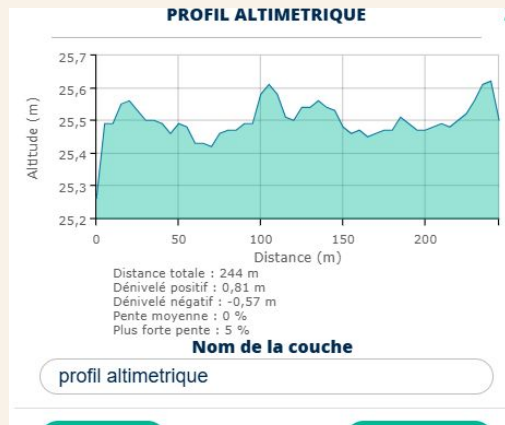 PROFIL ALTIMETRIQUE
25,7
25,6
25,5
25,4
25,3
25,2
Altitude (m)
0 50 100 150 200
Distance (m)
Distance totale : 244 m
Dénivelé positif : 0,81 m
Dénivelé négatif : -0,57 m
Pente moyenne : 0 %
Plus forte pente : 5 %
Nom de la couche
profil altimetrique